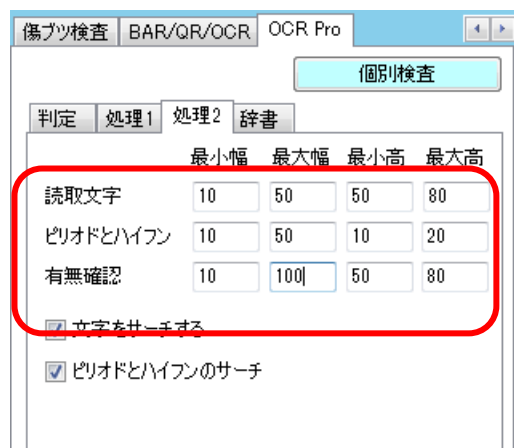 傷ブツ検査 BAR/QR/OCR OCR Pro
個別検査
判定 処理1 処理2 辞書
最小幅 最大幅 最小高 最大高
読取文字 10 50 50 80
ピリオドとハイフン 10 50 10 20
有無確認 10 100 50 80
文字をサーチする
ピリオドとハイフンのサーチ